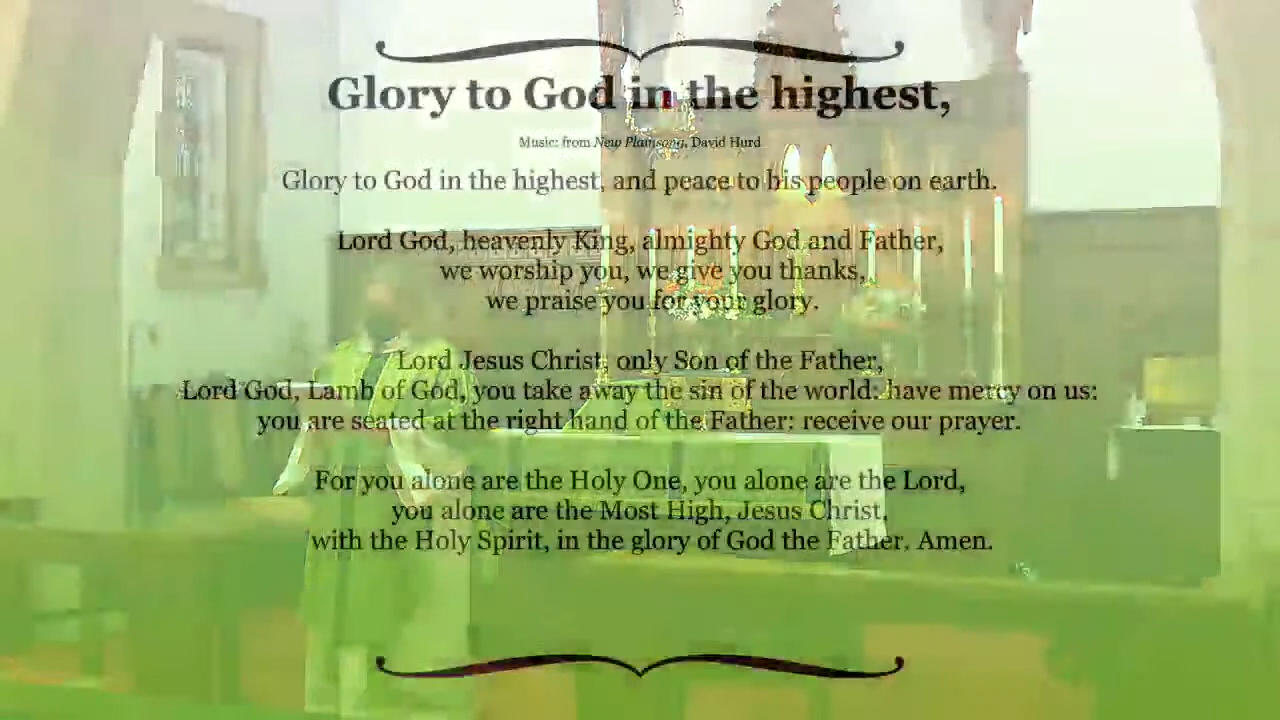 Glory to God in the highest,
Music: from New Plainsong, David Hurd
Glory to God in the highest, and peace to his people on earth.
Lord God, heavenly King, almighty God and Father,
we worship you, we give you thanks,
we praise you for your glory.
Lord Jesus Christ, only Son of the Father,
Lord God, Lamb of God, you take away the sin of the world: have mercy on us:
you are seated at the right hand of the Father: receive our prayer.
For you alone are the Holy One, you alone are the Lord,
you alone are the Most High, Jesus Christ,
with the Holy Spirit, in the glory of God the Father. Amen.